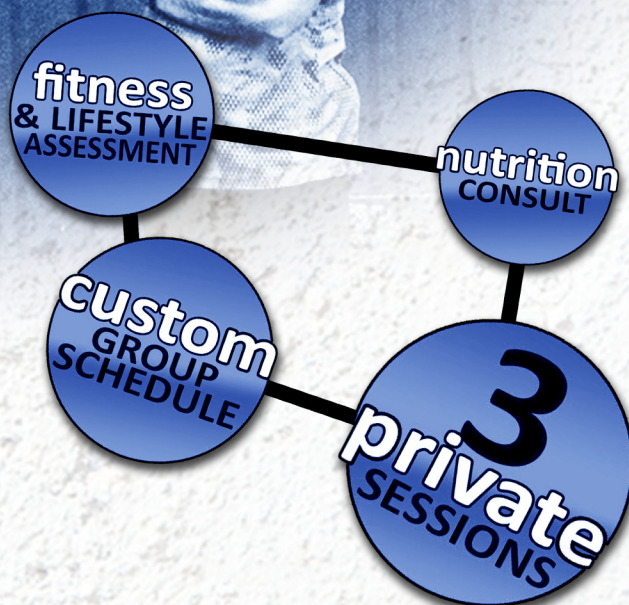 fitness
& LIFESTYLE
ASSESSMENT
nutrition
CONSULT
custom
GROUP
SCHEDULE
3
private
SESSIONS